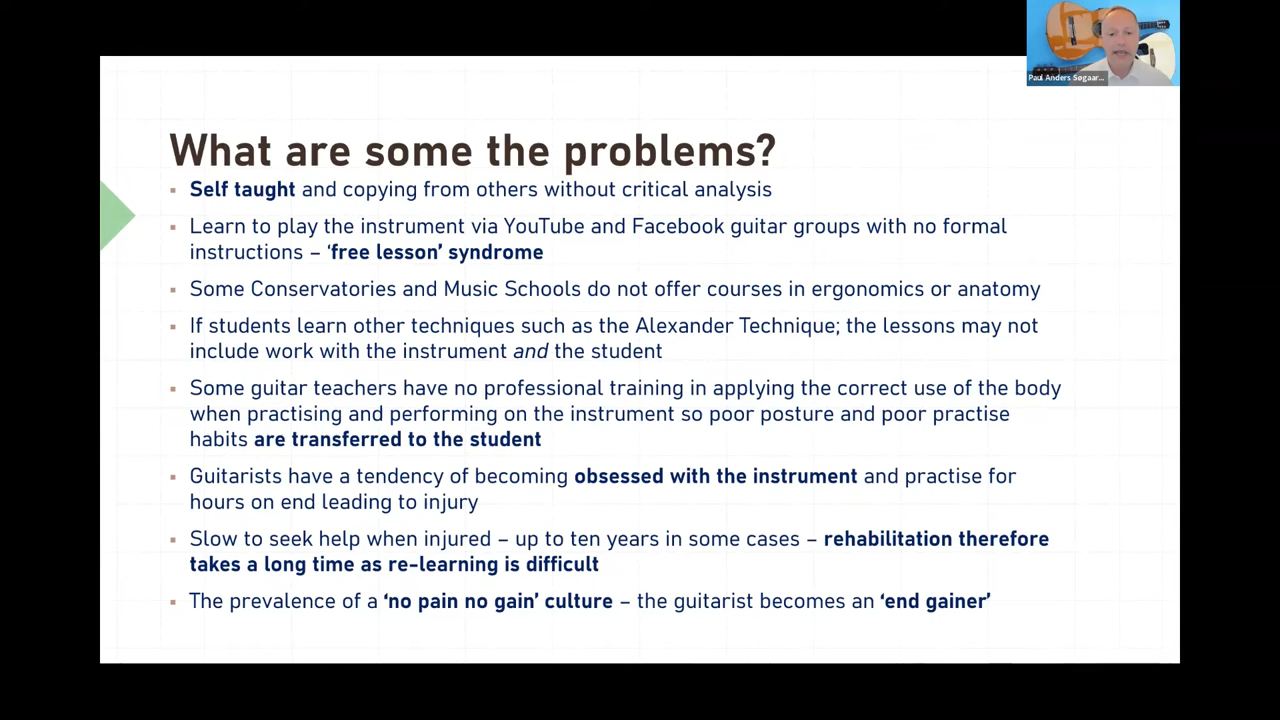 Paul Anders Søgaar...
What are some the problems?
▪ Self taught and copying from others without critical analysis
▪ Learn to play the instrument via YouTube and Facebook guitar groups with no formal
instructions – ‘free lesson’ syndrome
▪ Some Conservatories and Music Schools do not offer courses in ergonomics or anatomy
▪ If students learn other techniques such as the Alexander Technique; the lessons may not
include work with the instrument and the student
▪ Some guitar teachers have no professional training in applying the correct use of the body
when practising and performing on the instrument so poor posture and poor practise
habits are transferred to the student
▪ Guitarists have a tendency of becoming obsessed with the instrument and practise for
hours on end leading to injury
▪ Slow to seek help when injured – up to ten years in some cases – rehabilitation therefore
takes a long time as re-learning is difficult
▪ The prevalence of a ‘no pain no gain’ culture – the guitarist becomes an ‘end gainer’